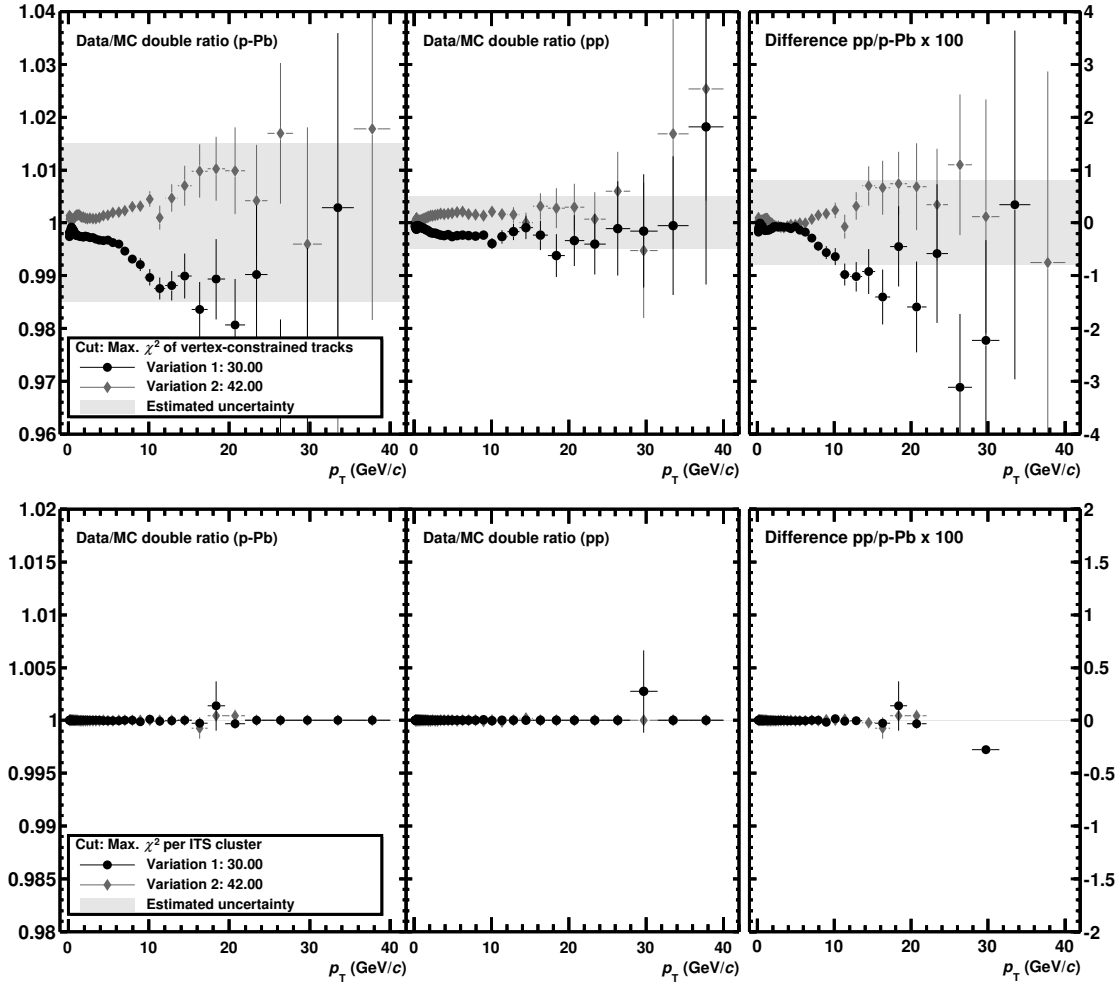 Data/MC double ratio (p-Pb)
Data/MC double ratio (pp)
Difference pp/p-Pb x 100
1.04
1.03
1.02
1.01
1
0.99
0.98
0.97
0.96
4
3
2
1
0
-1
-2
-3
-4
Cut: Max. χ² of vertex-constrained tracks
Variation 1: 30.00
Variation 2: 42.00
Estimated uncertainty
0 10 20 30 40
0 10 20 30 40
0 10 20 30 40
p_T (GeV/c)
p_T (GeV/c)
p_T (GeV/c)
Data/MC double ratio (p-Pb)
Data/MC double ratio (pp)
Difference pp/p-Pb x 100
1.02
1.015
1.01
1.005
1
0.995
0.99
0.985
0.98
2
1.5
1
0.5
0
-0.5
-1
-1.5
-2
Cut: Max. χ² per ITS cluster
Variation 1: 30.00
Variation 2: 42.00
Estimated uncertainty
0 10 20 30 40
0 10 20 30 40
0 10 20 30 40
p_T (GeV/c)
p_T (GeV/c)
p_T (GeV/c)